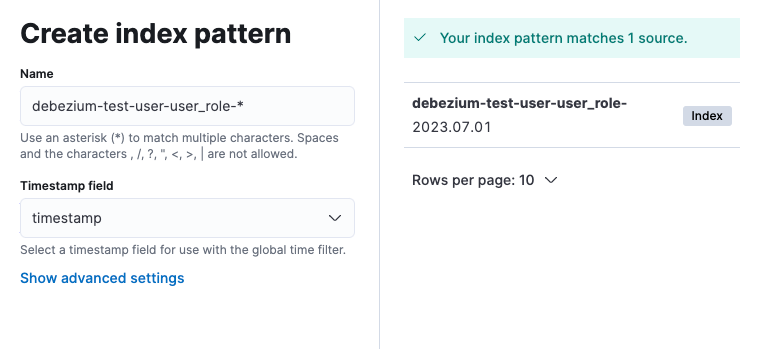 Create index pattern
Name
debezium-test-user-user_role-*
Use an asterisk (*) to match multiple characters. Spaces
and the characters , /, ?, ", <, >, | are not allowed.
Timestamp field
timestamp
Select a timestamp field for use with the global time filter.
Show advanced settings
Your index pattern matches 1 source.
debezium-test-user-user_role-
2023.07.01
Index
Rows per page: 10